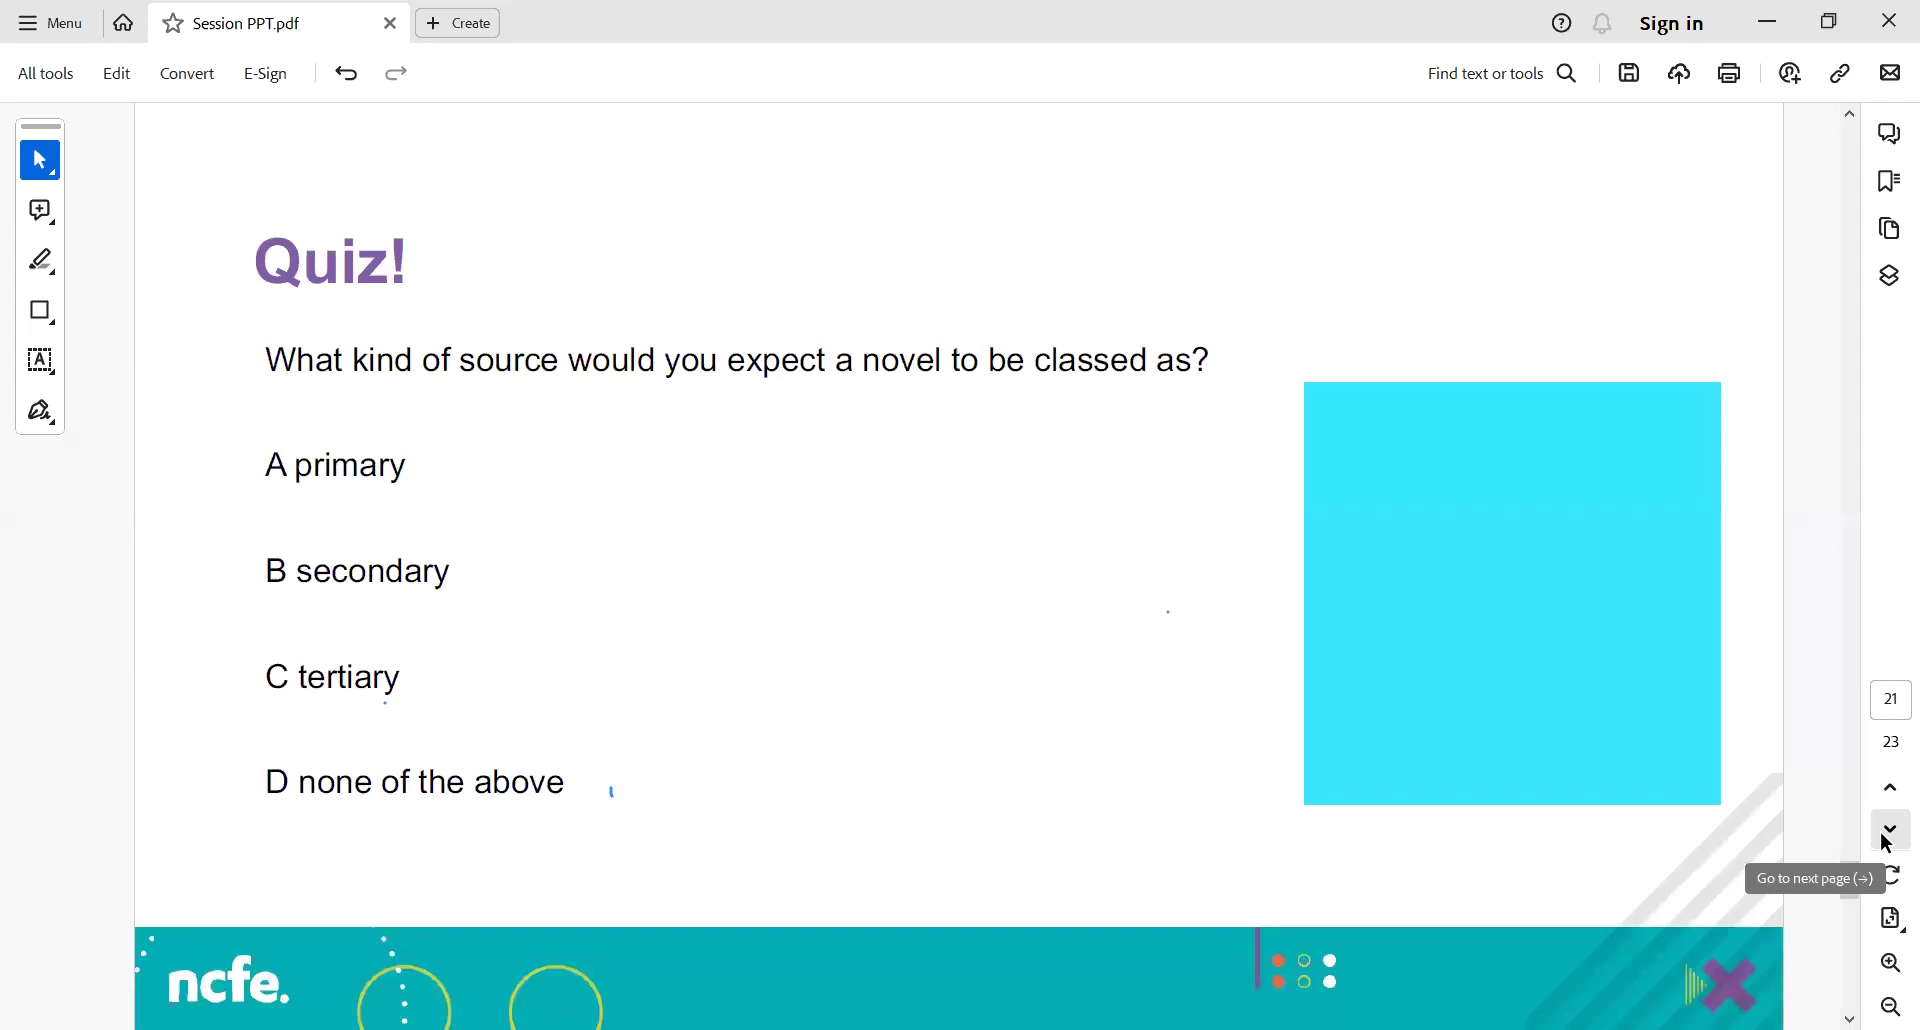 Menu
Session PPT.pdf
Create
Sign in
All tools
Edit
Convert
E-Sign
Find text or tools
Quiz!
What kind of source would you expect a novel to be classed as?
A primary
B secondary
C tertiary
D none of the above
21
23
Go to next page (→)
ncfe.